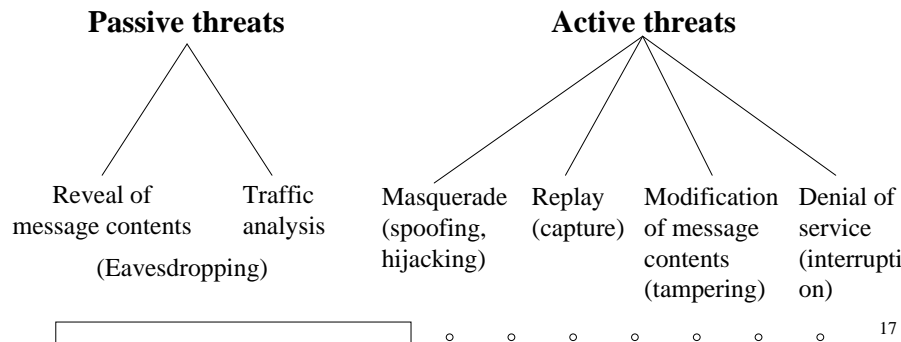 Passive threats
Active threats
Reveal of
message contents
Traffic
analysis
(Eavesdropping)
Masquerade
(spoofing,
hijacking)
Replay
(capture)
Modification
of message
contents
(tampering)
Denial of
service
(interrupti
on)
17